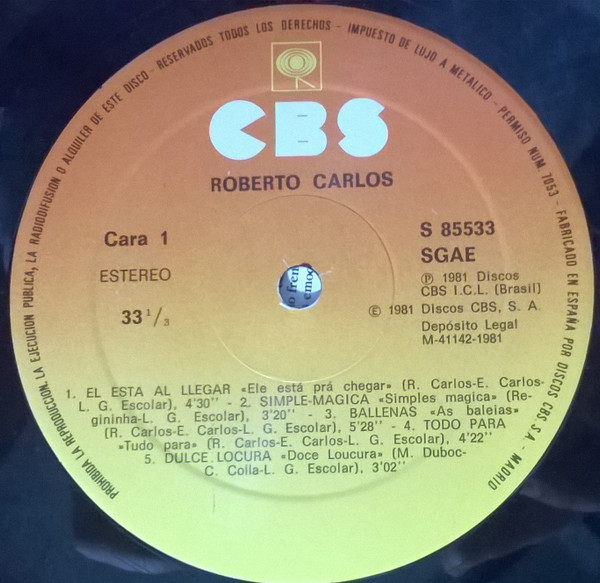 PROHIBIDA LA REPRODUCCION, LA EJECUCION PUBLICA, LA RADIODIFUSION O ALQUILER DE ESTE DISCO - RESERVADOS TODOS LOS DERECHOS - IMPUESTO DE LUJO A METALICO - PERMISO NUM. 7053 - FABRICADO EN ESPAÑA POR DISCOS CBS S.A. - MADRID
CBS
ROBERTO CARLOS
Cara 1
ESTEREO
33 1/3
S 85533
SGAE
Ⓟ 1981 Discos
CBS I.C.L. (Brasil)
© 1981 Discos CBS, S. A.
Depósito Legal
M-41142-1981
1. EL ESTA AL LLEGAR «Ele está prá chegar» (R. Carlos-E. Carlos-
L. G. Escolar), 4'30" - 2. SIMPLE-MAGICA «Simples magica» (Re-
gininha-L. G. Escolar), 3'20" - 3. BALLENAS «As baleias»
(R. Carlos-E. Carlos-L. G. Escolar), 5'28" - 4. TODO PARA
«Tudo para» (R. Carlos-E. Carlos-L. G. Escolar), 4'22"
5. DULCE LOCURA «Doce Loucura» (M. Duboc-
C. Colla-L. G. Escolar), 3'02"